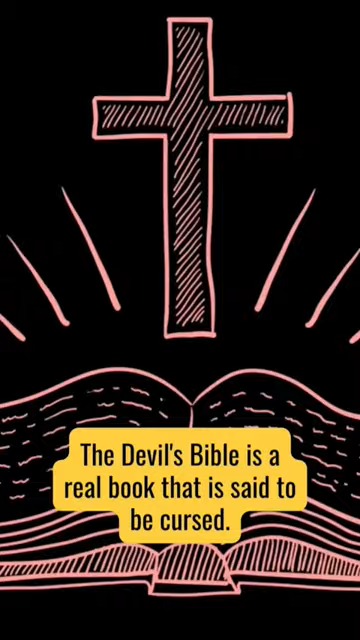 The Devil's Bible is a
real book that is said to
be cursed.